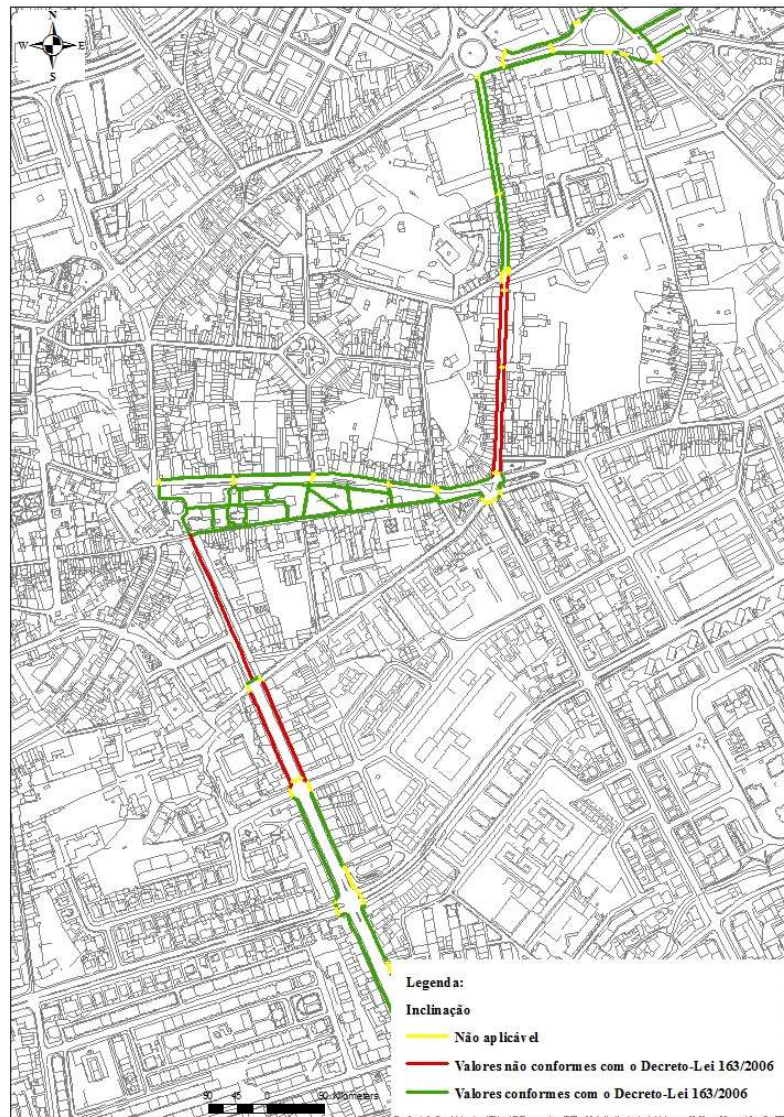 N
W E
S
Legenda:
Inclinação
Não aplicável
Valores não conformes com o Decreto-Lei 163/2006
Valores conformes com o Decreto-Lei 163/2006
90 45 0 90 Kilometers